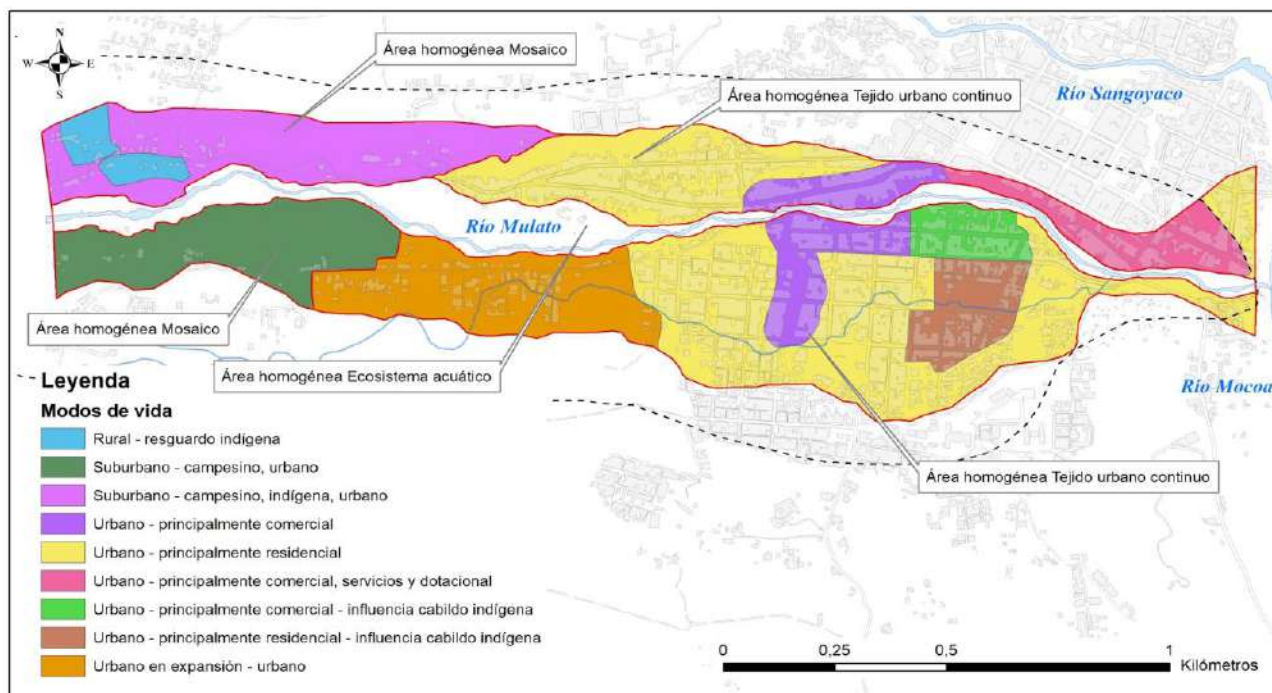 N
W E
S
Área homogénea Mosaico
Área homogénea Tejido urbano continuo
Río Sangoyaco
Río Mulato
Área homogénea Mosaico
Área homogénea Ecosistema acuático
Río Mocoa
Área homogénea Tejido urbano continuo
Leyenda
Modos de vida
Rural - resguardo indígena
Suburbano - campesino, urbano
Suburbano - campesino, indígena, urbano
Urbano - principalmente comercial
Urbano - principalmente residencial
Urbano - principalmente comercial, servicios y dotacional
Urbano - principalmente comercial - influencia cabildo indígena
Urbano - principalmente residencial - influencia cabildo indígena
Urbano en expansión - urbano
0 0,25 0,5 1
Kilómetros